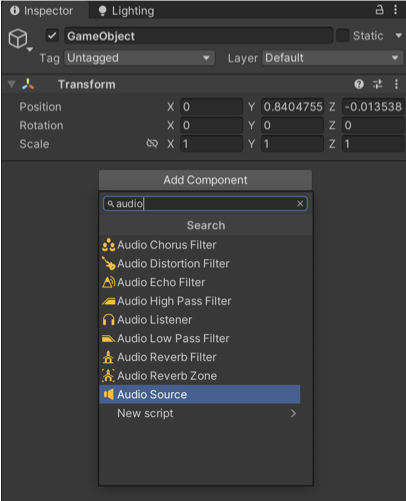 Inspector Lighting
GameObject Static
Tag Untagged Layer Default
Transform
Position X 0 Y 0.8404755 Z -0.013538
Rotation X 0 Y 0 Z 0
Scale X 1 Y 1 Z 1
Add Component
audio
Search
Audio Chorus Filter
Audio Distortion Filter
Audio Echo Filter
Audio High Pass Filter
Audio Listener
Audio Low Pass Filter
Audio Reverb Filter
Audio Reverb Zone
Audio Source
New script